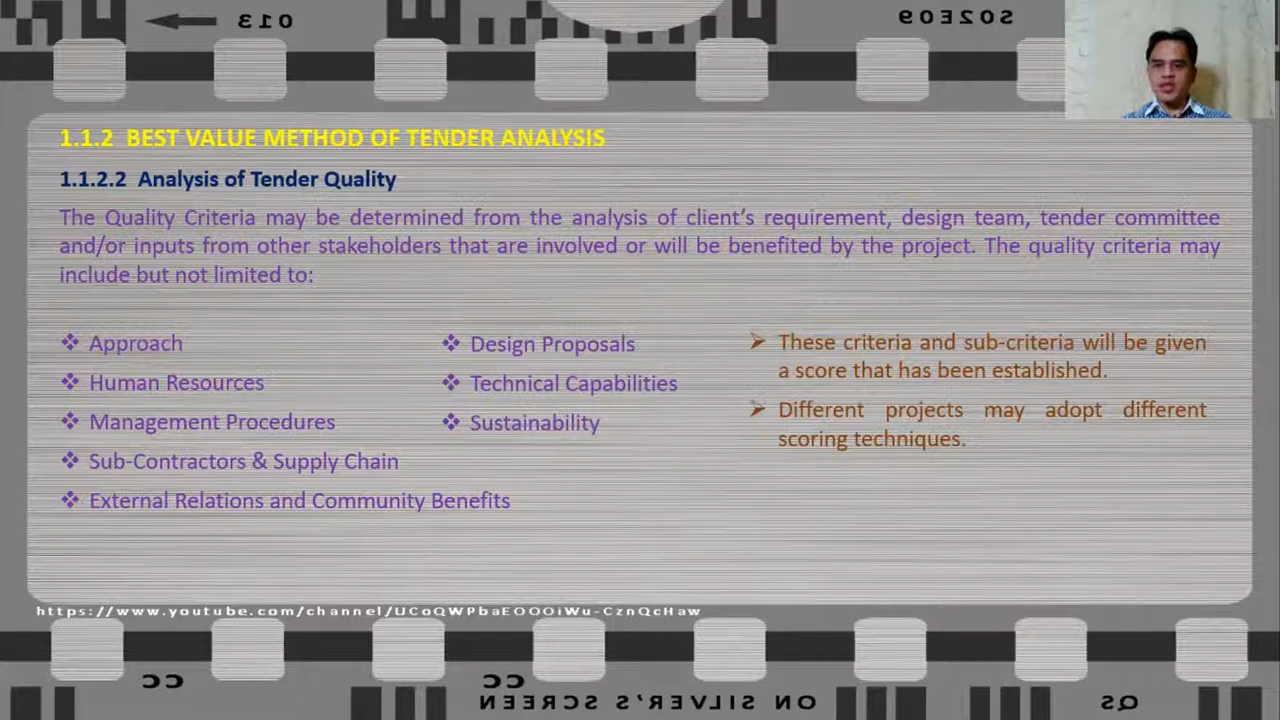 013
S02E09
1.1.2 BEST VALUE METHOD OF TENDER ANALYSIS
1.1.2.2 Analysis of Tender Quality
The Quality Criteria may be determined from the analysis of client's requirement, design team, tender committee
and/or inputs from other stakeholders that are involved or will be benefited by the project. The quality criteria may
include but not limited to:
❖ Approach
❖ Human Resources
❖ Management Procedures
❖ Sub-Contractors & Supply Chain
❖ External Relations and Community Benefits
❖ Design Proposals
❖ Technical Capabilities
❖ Sustainability
➢ These criteria and sub-criteria will be given
a score that has been established.
➢ Different projects may adopt different
scoring techniques.
https://www.youtube.com/channel/UCoQWPbaEOOOiWu-CznQcHaw
CC
CC
ON SILVER'S SCREEN
QS